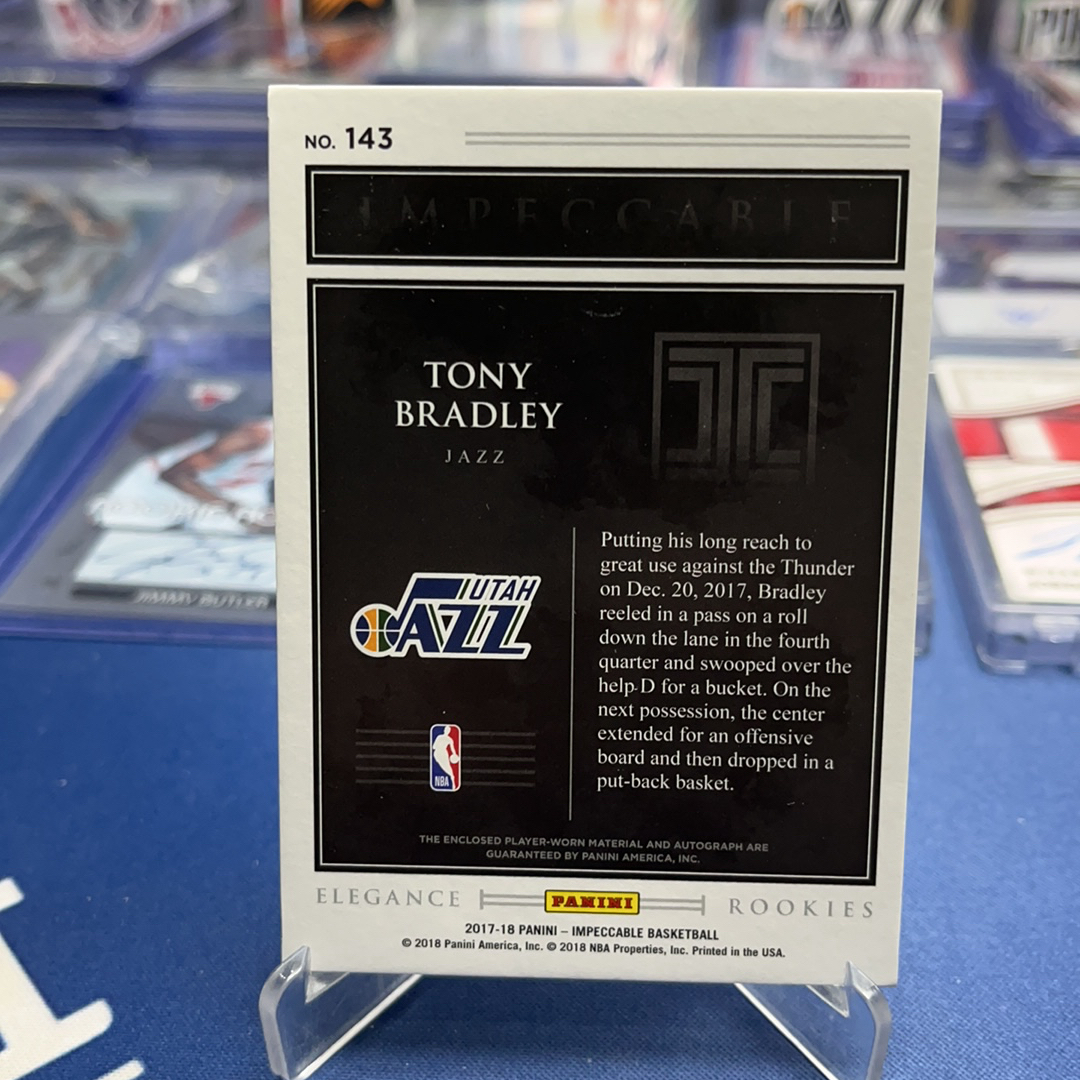 NO. 143
IMPECCABLE
TONY
BRADLEY
JAZZ
Putting his long reach to
great use against the Thunder
on Dec. 20, 2017, Bradley
reeled in a pass on a roll
down the lane in the fourth
quarter and swooped over the
help D for a bucket. On the
next possession, the center
extended for an offensive
board and then dropped in a
put-back basket.
UTAH
JAZZ
NBA
THE ENCLOSED PLAYER-WORN MATERIAL AND AUTOGRAPH ARE
GUARANTEED BY PANINI AMERICA, INC.
ELEGANCE PANINI ROOKIES
2017-18 PANINI – IMPECCABLE BASKETBALL
© 2018 Panini America, Inc. © 2018 NBA Properties, Inc. Printed in the USA.
JIMMY BUTLER